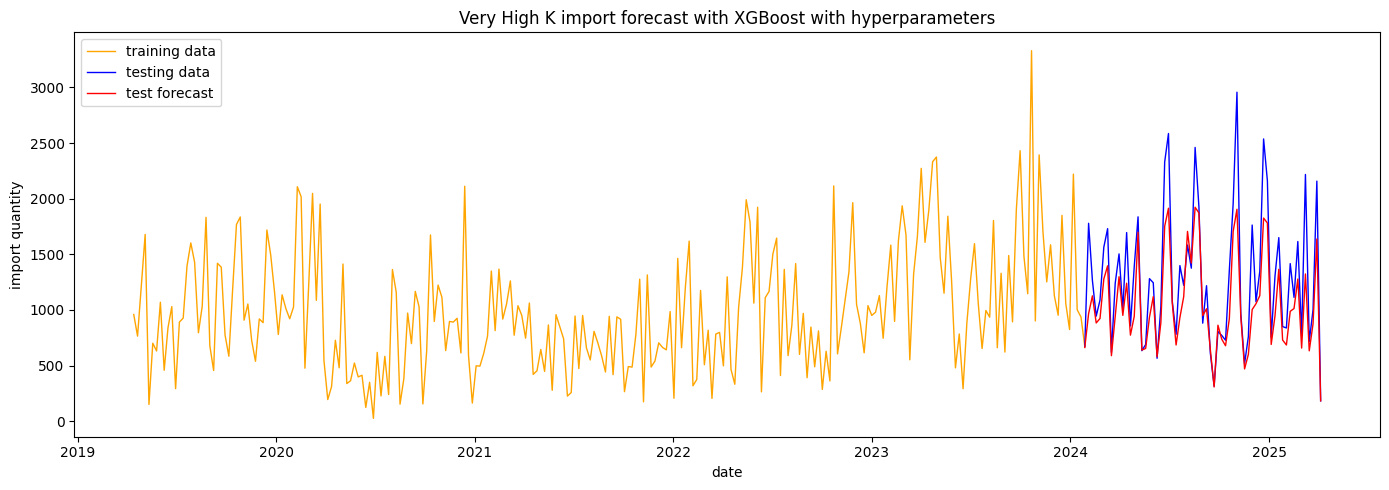 Very High K import forecast with XGBoost with hyperparameters
training data
testing data
test forecast
import quantity
3000
2500
2000
1500
1000
500
0
2019
2020
2021
2022
2023
2024
2025
date